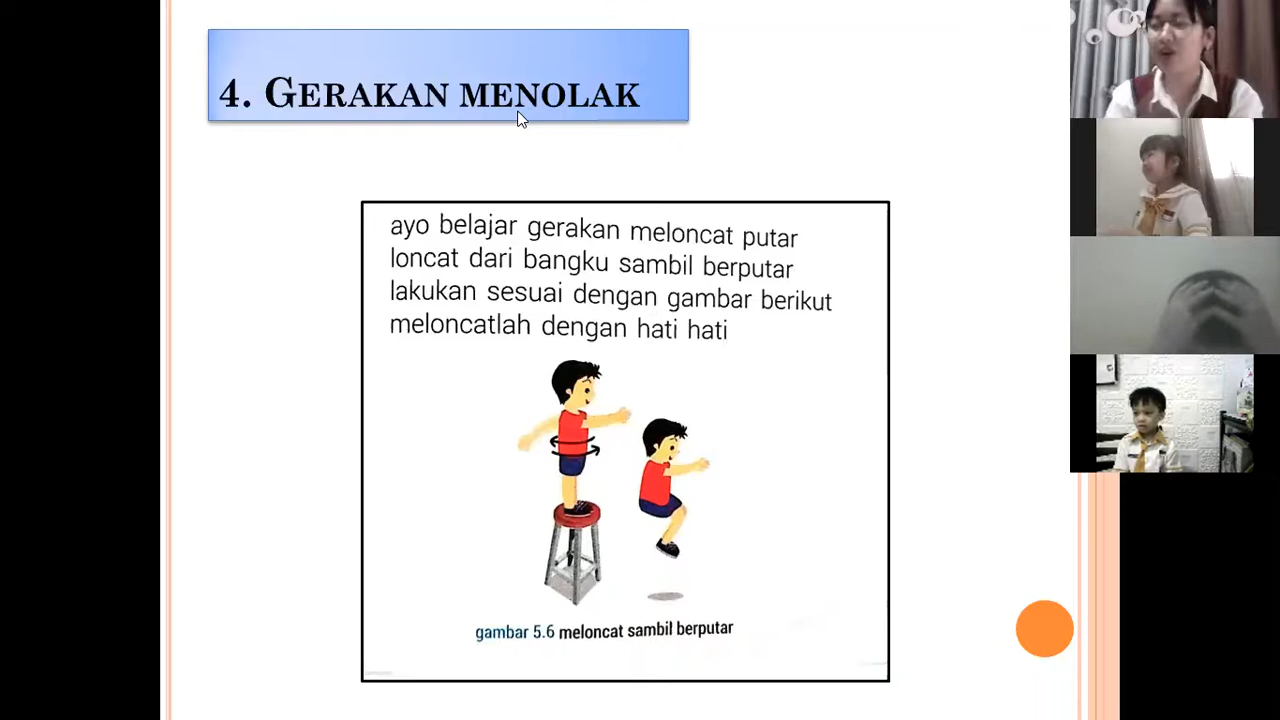 4. GERAKAN MENOLAK
ayo belajar gerakan meloncat putar
loncat dari bangku sambil berputar
lakukan sesuai dengan gambar berikut
meloncatlah dengan hati hati
gambar 5.6 meloncat sambil berputar